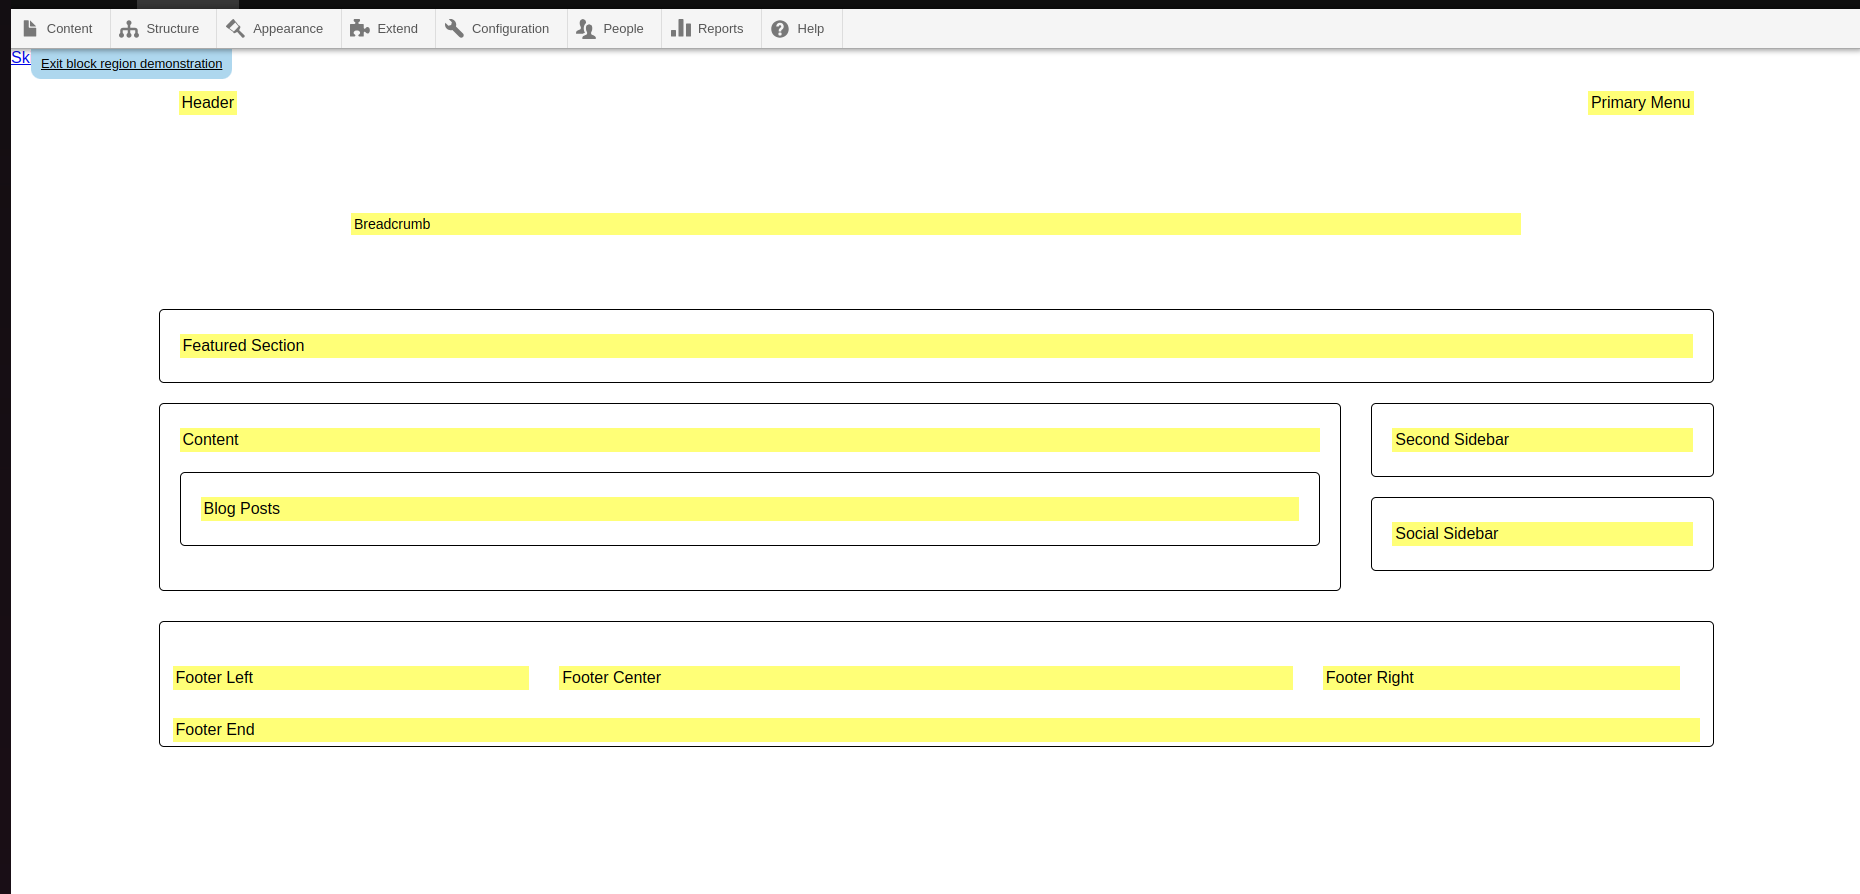 Content Structure Appearance Extend Configuration People Reports Help
Sk
Exit block region demonstration
Header Primary Menu
Breadcrumb
Featured Section
Content
Second Sidebar
Blog Posts
Social Sidebar
Footer Left Footer Center Footer Right
Footer End